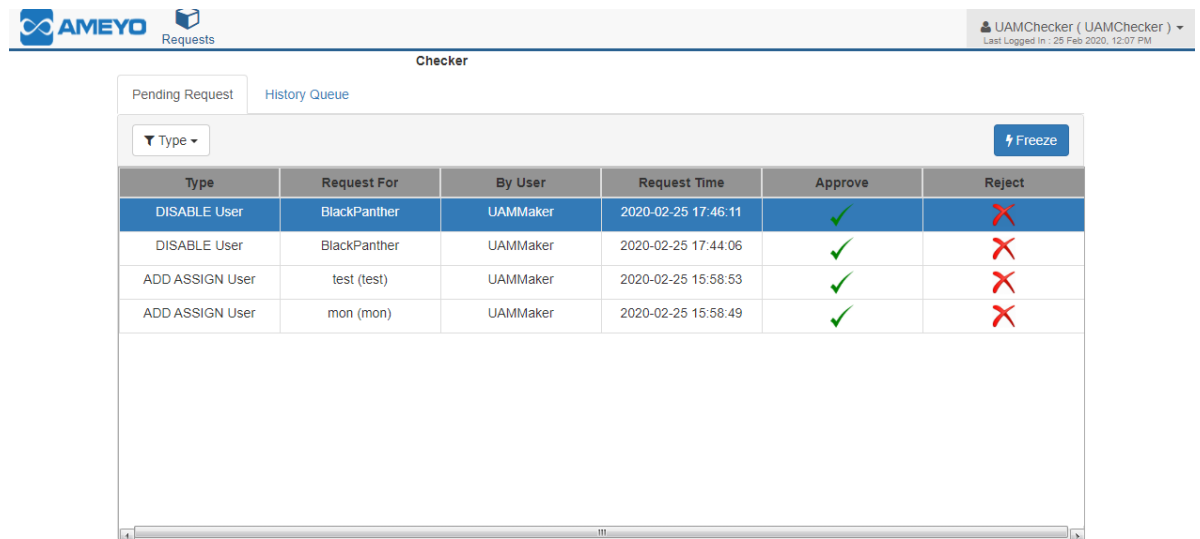 AMEYO
Requests
UAMChecker ( UAMChecker )
Last Logged In : 25 Feb 2020, 12:07 PM
Checker
Pending Request History Queue
Type Freeze
Type Request For By User Request Time Approve Reject
DISABLE User BlackPanther UAMMaker 2020-02-25 17:46:11
DISABLE User BlackPanther UAMMaker 2020-02-25 17:44:06
ADD ASSIGN User test (test) UAMMaker 2020-02-25 15:58:53
ADD ASSIGN User mon (mon) UAMMaker 2020-02-25 15:58:49